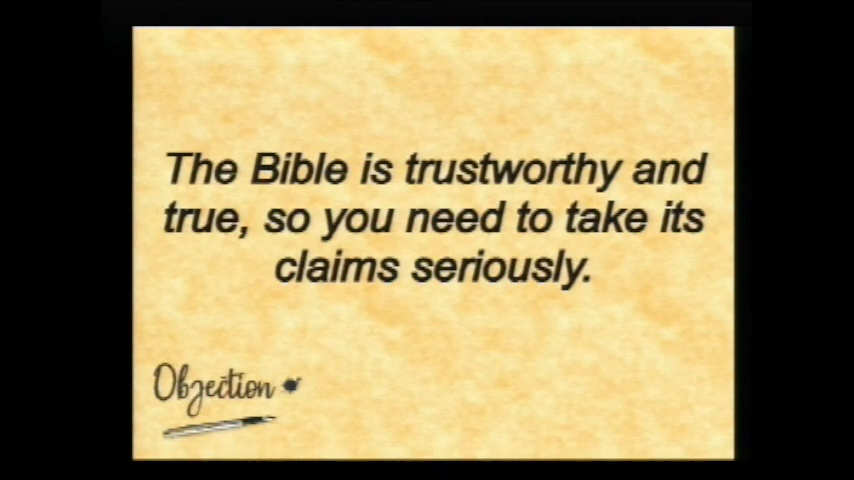 The Bible is trustworthy and
true, so you need to take its
claims seriously.
Objection